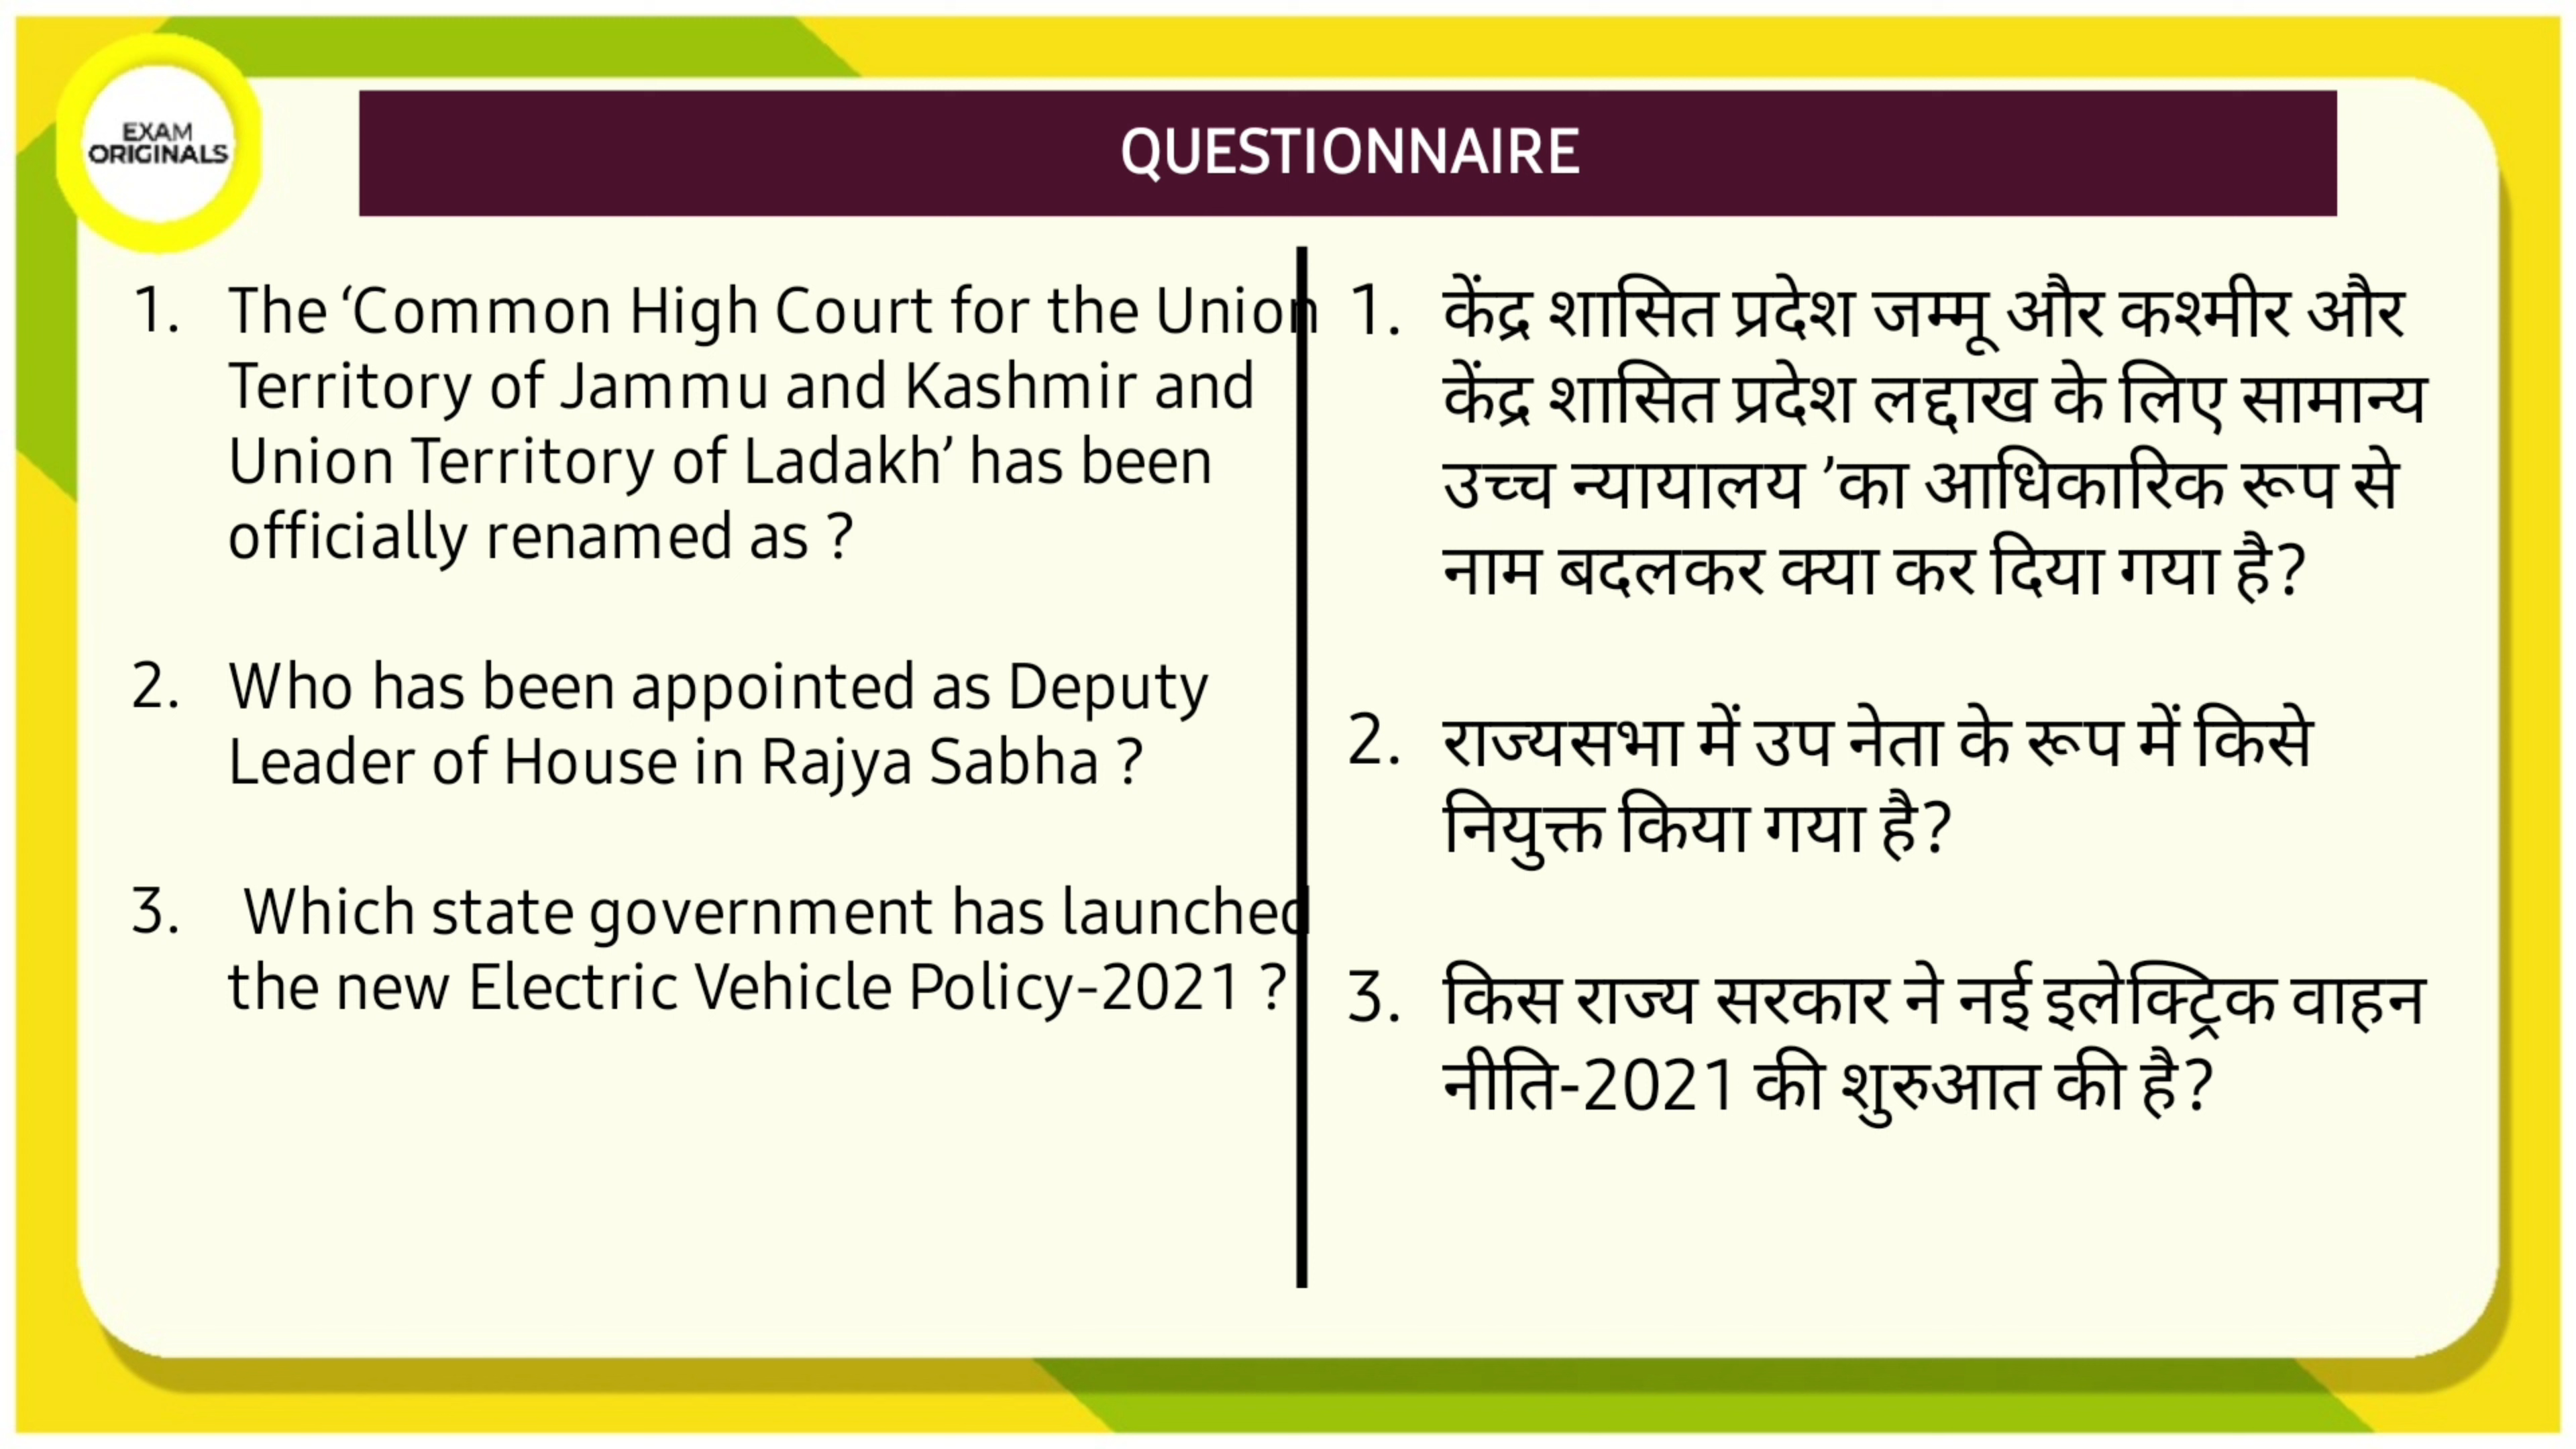 EXAM
ORIGINALS
QUESTIONNAIRE
1. The ‘Common High Court for the Union
Territory of Jammu and Kashmir and
Union Territory of Ladakh’ has been
officially renamed as ?
2. Who has been appointed as Deputy
Leader of House in Rajya Sabha ?
3. Which state government has launched
the new Electric Vehicle Policy-2021 ?
1. केंद्र शासित प्रदेश जम्मू और कश्मीर और
केंद्र शासित प्रदेश लद्दाख के लिए सामान्य
उच्च न्यायालय ’का आधिकारिक रूप से
नाम बदलकर क्या कर दिया गया है?
2. राज्यसभा में उप नेता के रूप में किसे
नियुक्त किया गया है?
3. किस राज्य सरकार ने नई इलेक्ट्रिक वाहन
नीति-2021 की शुरुआत की है?